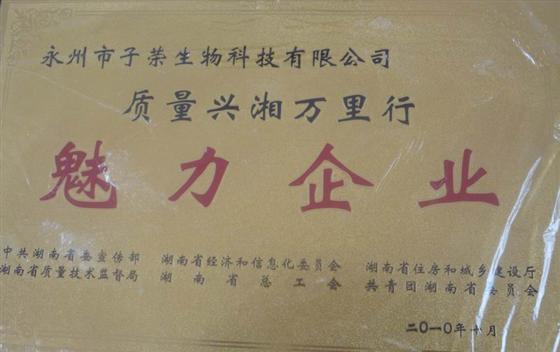 永州市子荣生物科技有限公司
质量兴湘万里行
魅力企业
中共湖南省委宣传部 湖南省经济和信息化委员会 湖南省住房和城乡建设厅
湖南省质量技术监督局 湖南省总工会 共青团湖南省委员会
二〇一〇年十月